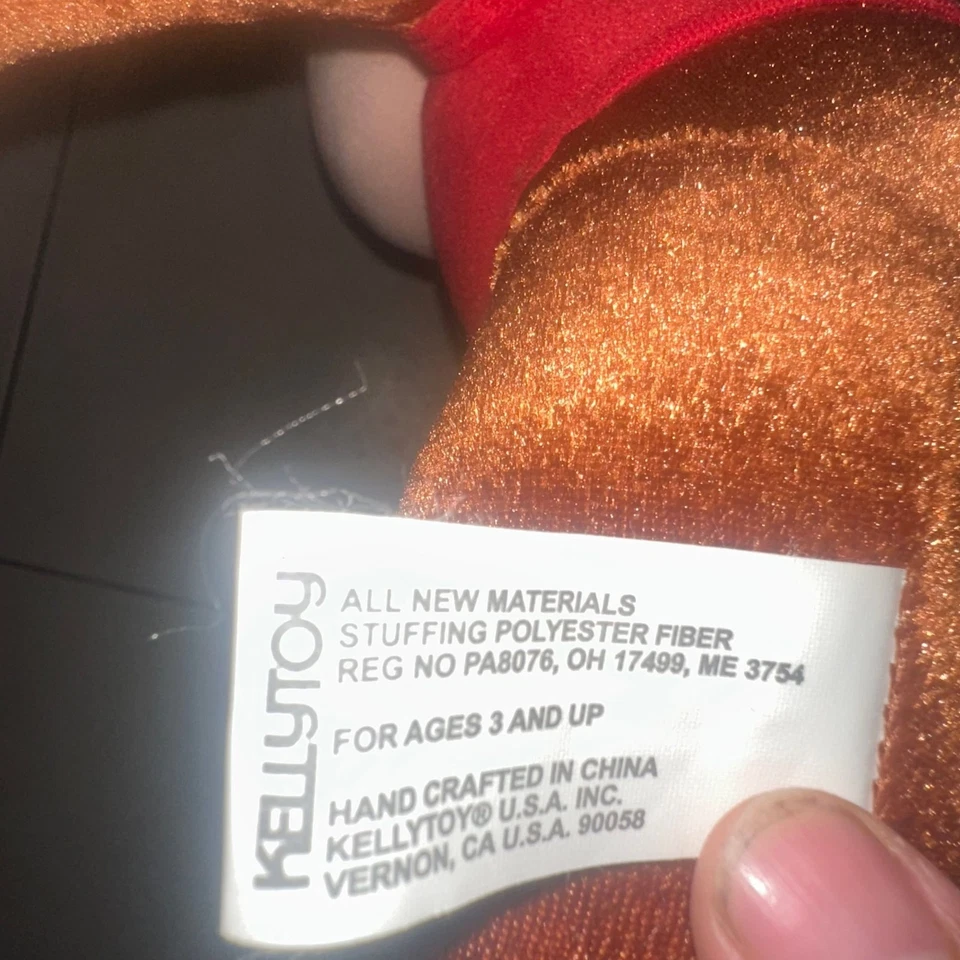 KELLYTOY
ALL NEW MATERIALS
STUFFING POLYESTER FIBER
REG NO PA8076, OH 17499, ME 3754
FOR AGES 3 AND UP
HAND CRAFTED IN CHINA
KELLYTOY® U.S.A. INC.
VERNON, CA U.S.A. 90058